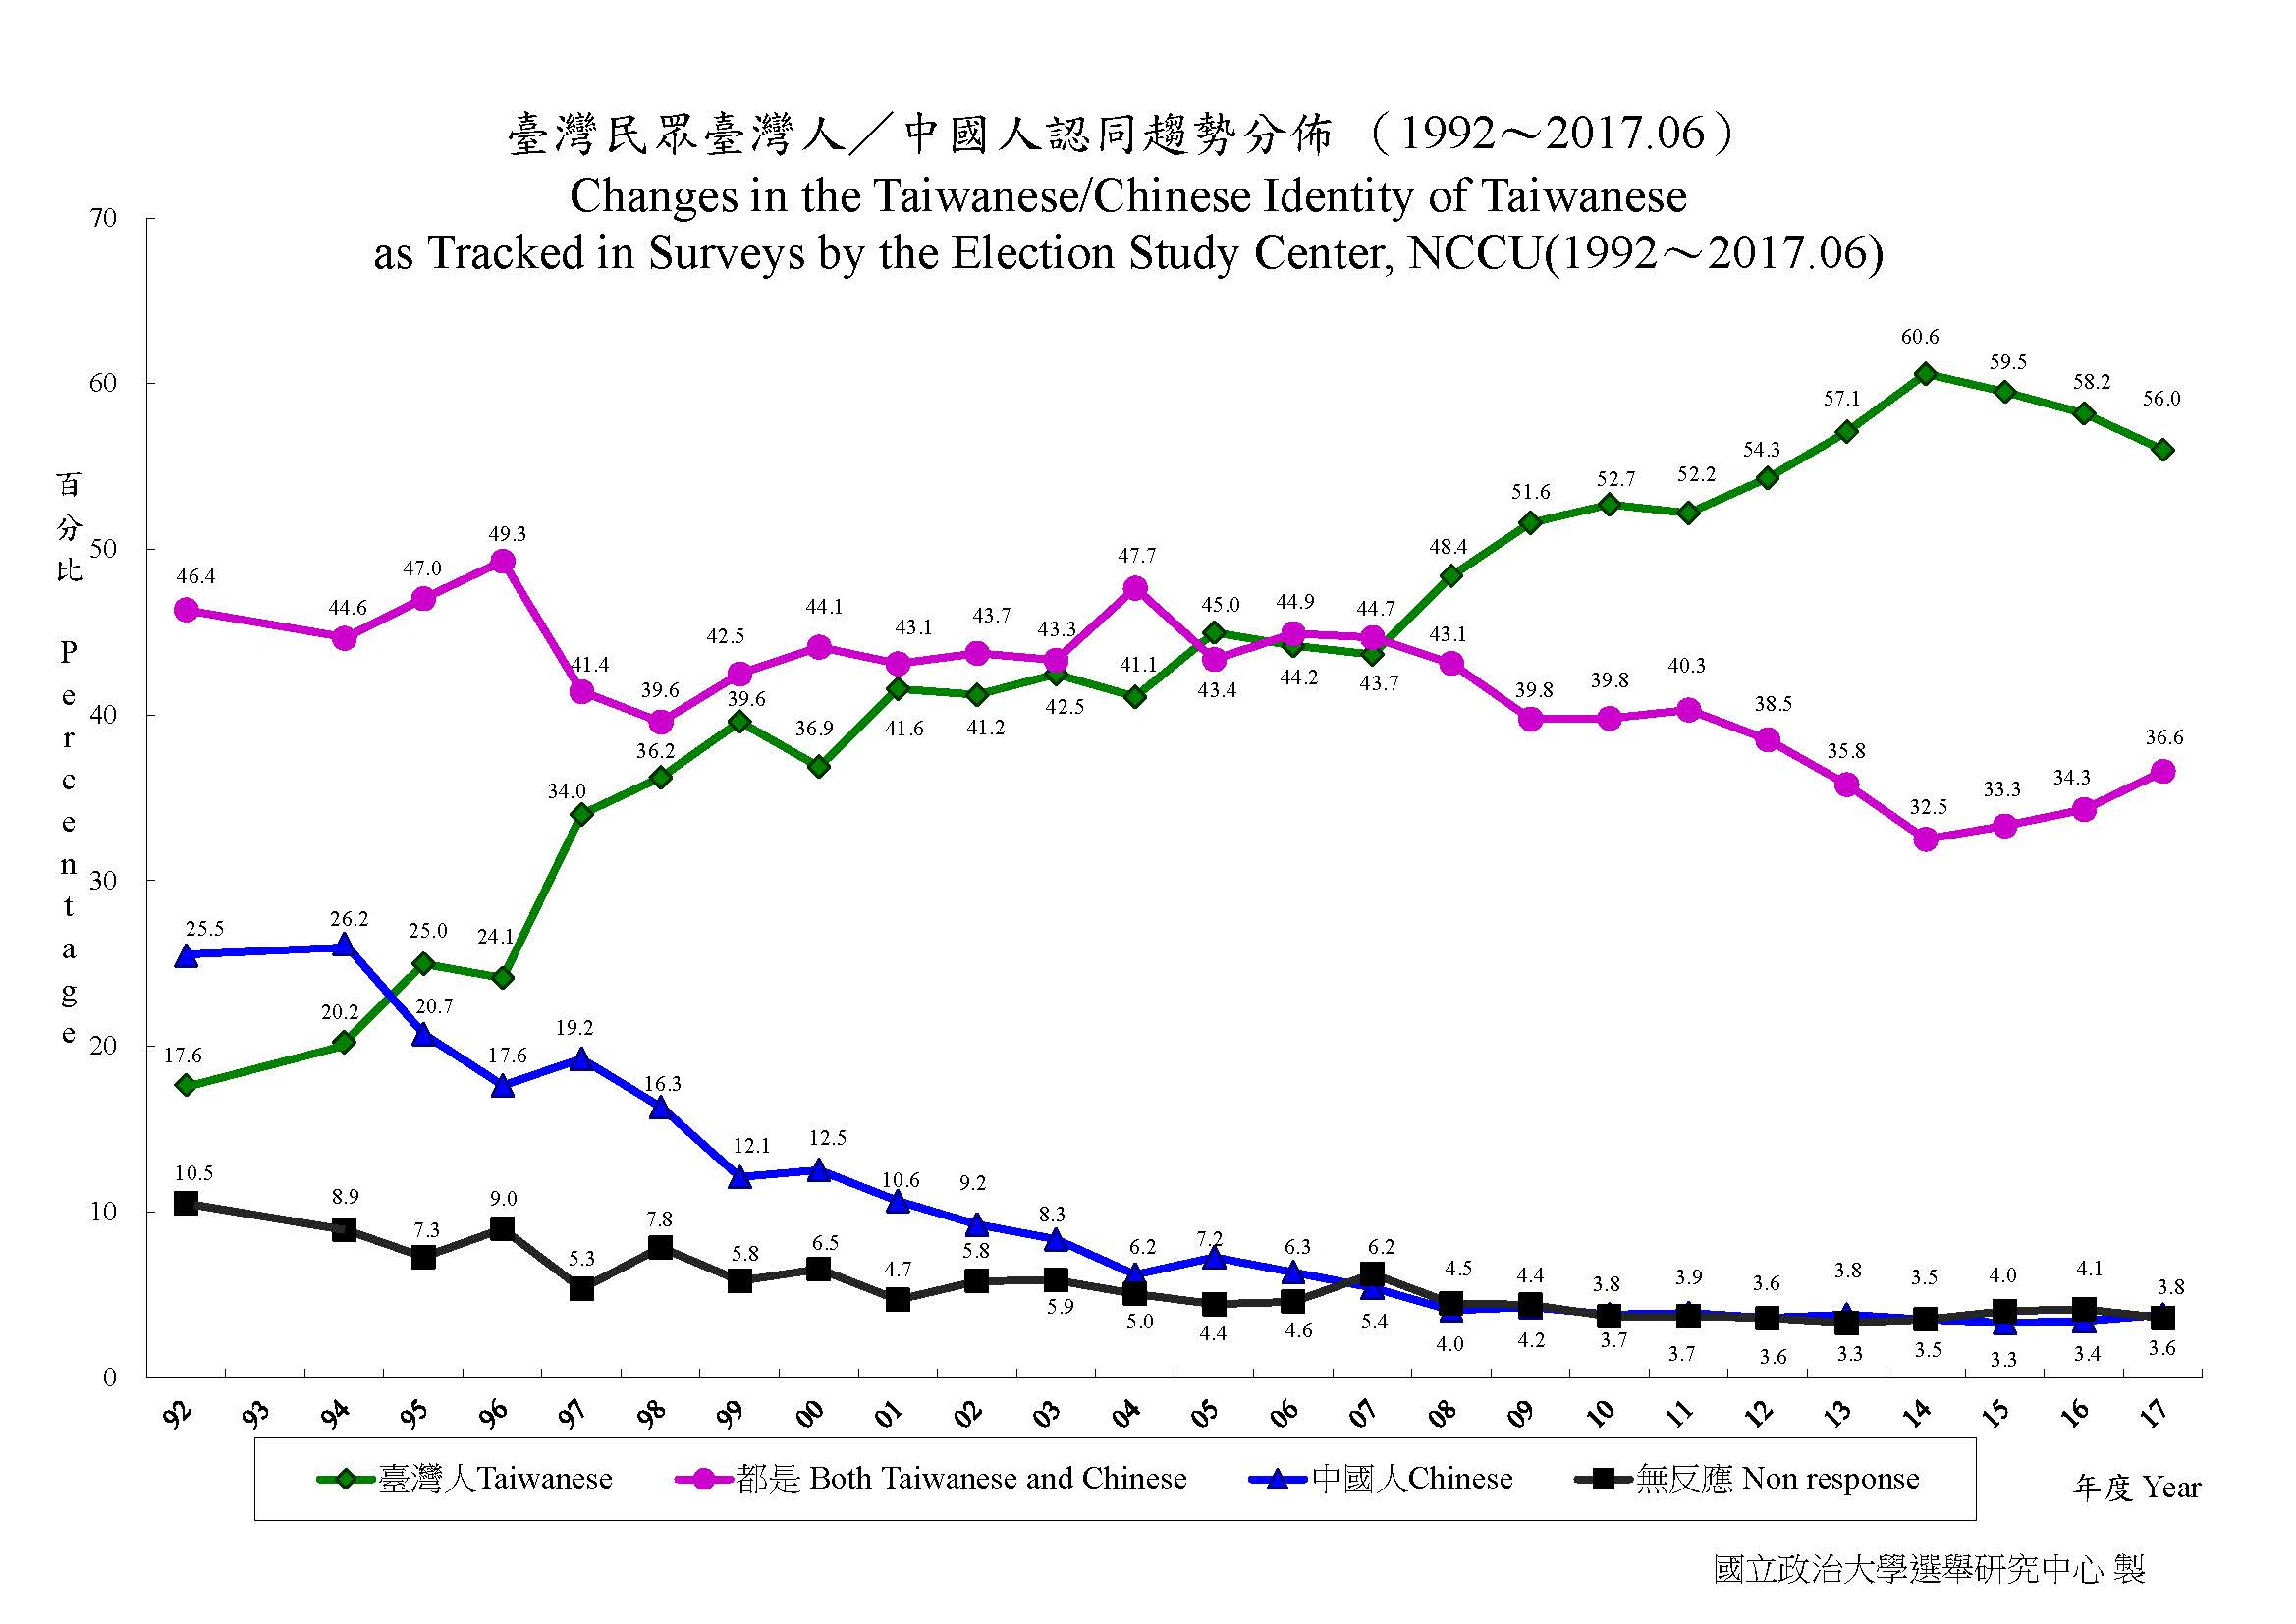 臺灣民眾臺灣人╱中國人認同趨勢分佈 （1992～2017.06）
Changes in the Taiwanese/Chinese Identity of Taiwanese
as Tracked in Surveys by the Election Study Center, NCCU(1992～2017.06)
百分比 Percentage
70
60
50
40
30
20
10
0
17.6 20.2 25.0 24.1 34.0 36.2 39.6 36.9 41.6 41.2 42.5 41.1 45.0 44.2 43.7 48.4 51.6 52.7 52.2 54.3 57.1 60.6 59.5 58.2 56.0
46.4 44.6 47.0 49.3 41.4 39.6 42.5 44.1 43.1 43.7 43.3 47.7 43.4 44.9 44.7 43.1 39.8 39.8 40.3 38.5 35.8 32.5 33.3 34.3 36.6
25.5 26.2 20.7 17.6 19.2 16.3 12.1 12.5 10.6 9.2 8.3 6.2 7.2 6.3 5.4 4.0 4.2 3.8 3.9 3.6 3.8 3.5 3.3 3.4 3.8
10.5 8.9 7.3 9.0 5.3 7.8 5.8 6.5 4.7 5.8 5.9 5.0 4.4 4.6 6.2 4.5 4.4 3.7 3.7 3.6 3.3 3.5 4.0 4.1 3.6
92 93 94 95 96 97 98 99 00 01 02 03 04 05 06 07 08 09 10 11 12 13 14 15 16 17
臺灣人Taiwanese 都是 Both Taiwanese and Chinese 中國人Chinese 無反應 Non response
年度 Year
國立政治大學選舉研究中心 製